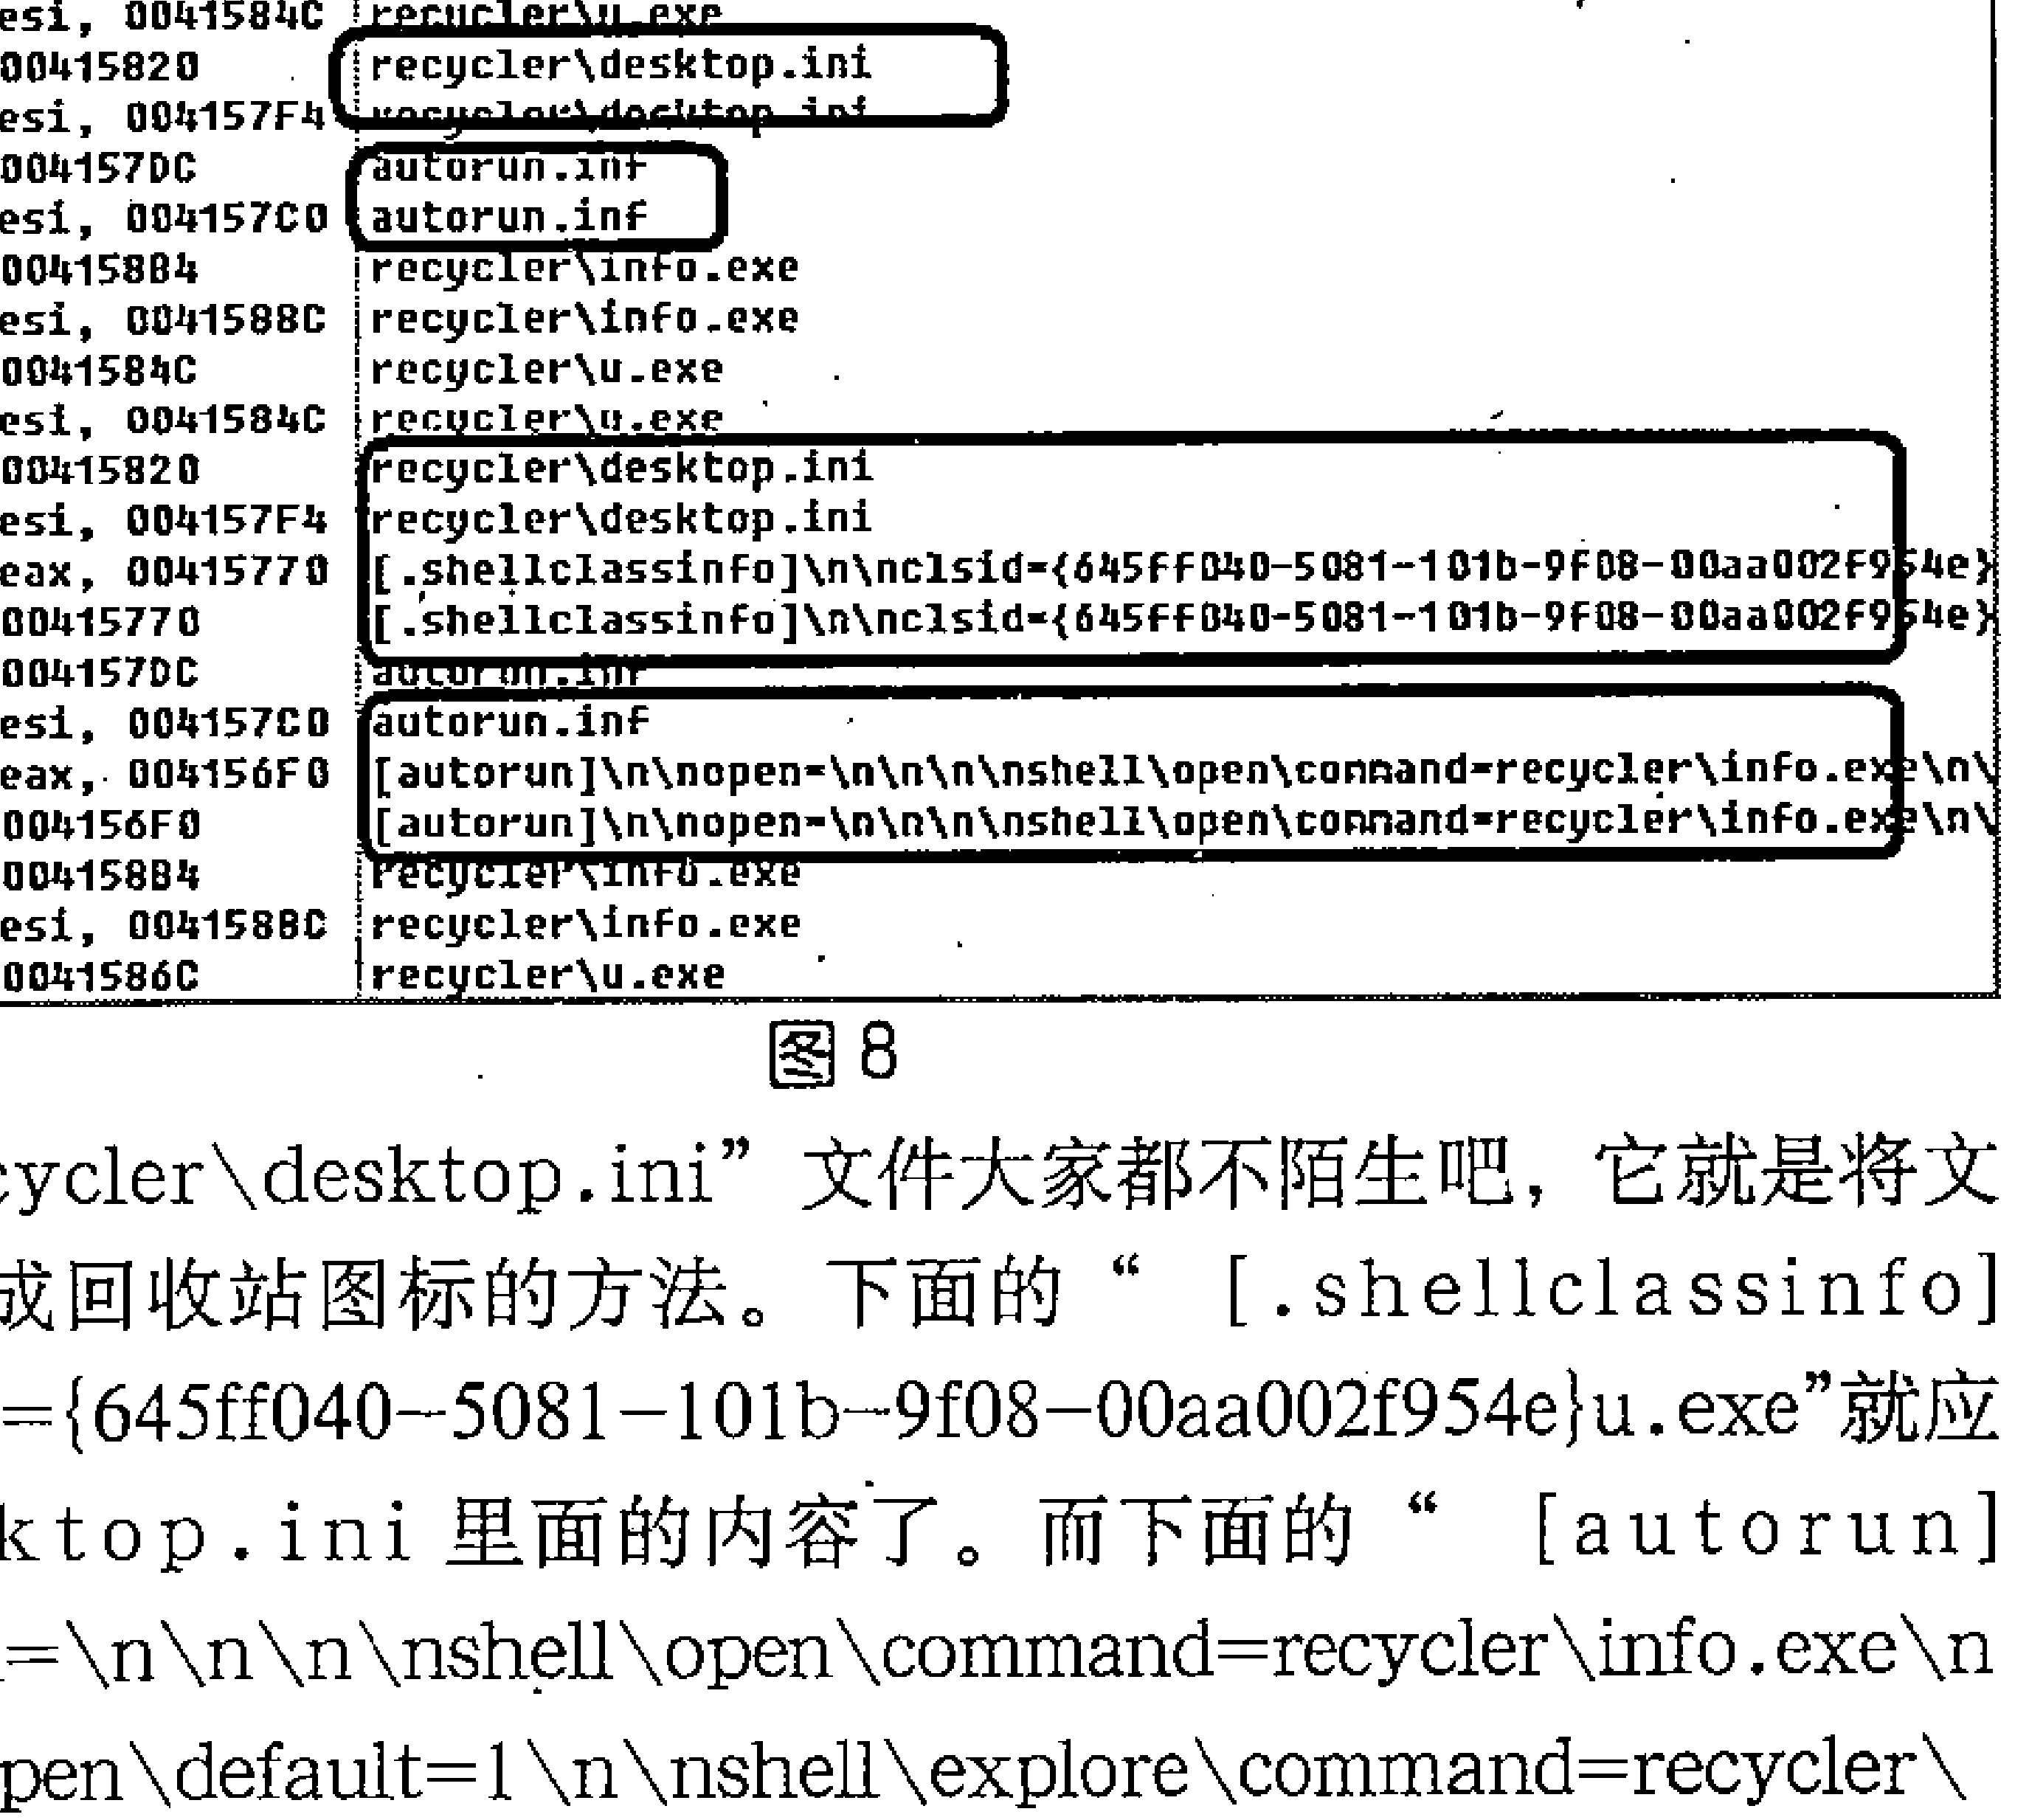 esi, 0041584C recycler\u.exe
00415820 recycler\desktop.ini
esi, 004157F4 recycler\desktop.ini
004157DC autorun.inf
esi, 004157C0 autorun.inf
004158B4 recycler\info.exe
esi, 0041588C recycler\info.exe
0041584C recycler\u.exe
esi, 0041584C recycler\u.exe
00415820 recycler\desktop.ini
esi, 004157F4 recycler\desktop.ini
eax, 00415770 [.shellclassinfo]\n\nclsid={645ff040-5081-101b-9f08-00aa002f954e}
00415770 [.shellclassinfo]\n\nclsid={645ff040-5081-101b-9f08-00aa002f954e}
004157DC autorun.inf
esi, 004157C0 autorun.inf
eax, 004156F0 [autorun]\n\nopen=\n\n\n\nshell\open\command=recycler\info.exe\n\
004156F0 [autorun]\n\nopen=\n\n\n\nshell\open\command=recycler\info.exe\n\
004158B4 recycler\info.exe
esi, 0041588C recycler\info.exe
0041586C recycler\u.exe
图 8
cycler\desktop.ini” 文件大家都不陌生吧，它就是将文
成回收站图标的方法。下面的“ [.shellclassinfo]
={645ff040-5081-101b-9f08-00aa002f954e}u.exe”就应
ktop.ini 里面的内容了。而下面的“ [autorun]
=\n\n\n\nshell\open\command=recycler\info.exe\n
pen\default=1\n\nshell\explore\command=recycler\